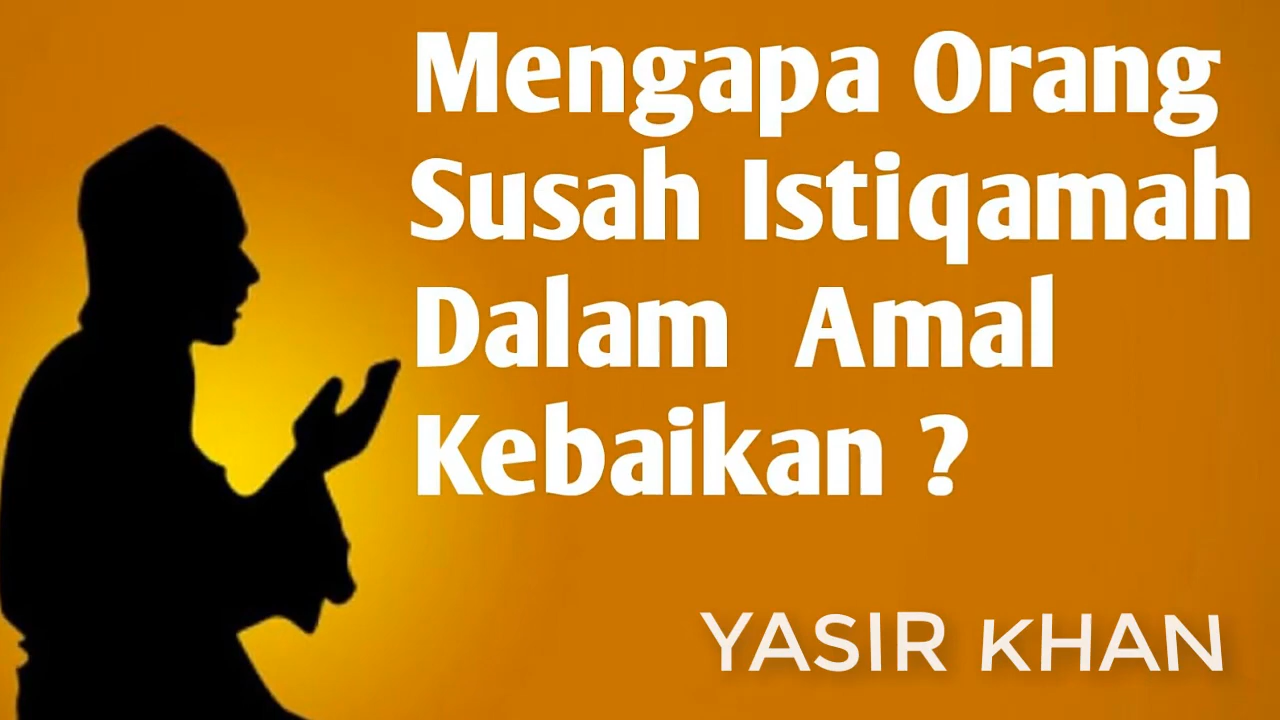 Mengapa Orang
Susah Istiqamah
Dalam Amal
Kebaikan ?
YASIR KHAN